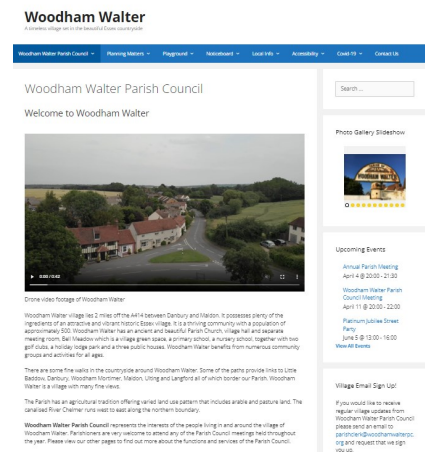 Woodham Walter
A timeless village set in the beautiful Essex countryside
Woodham Walter Parish Council
Planning Matters
Playground
Noticeboard
Local Info
Accessibility
Covid-19
Contact Us
Woodham Walter Parish Council
Welcome to Woodham Walter
0:00 / 0:42
Drone video footage of Woodham Walter
Woodham Walter village lies 2 miles off the A414 between Danbury and Maldon. It possesses plenty of the
ingredients of an attractive and vibrant historic Essex village. It is a thriving community with a population of
approximately 500. Woodham Walter has an ancient and beautiful Parish Church, village hall and separate
meeting room, Bell Meadow which is a village green space, a primary school, a nursery school, together with two
golf clubs, a holiday lodge park and a three public houses. Woodham Walter benefits from numerous community
groups and activities for all ages.
There are some fine walks in the countryside around Woodham Walter. Some of the paths provide links to Little
Baddow, Danbury, Woodham Mortimer, Maldon, Ulting and Langford all of which border our Parish. Woodham
Walter is a village with many fine views.
The Parish has an agricultural tradition offering varied land use pattern that includes arable and pasture land. The
canalised River Chelmer runs west to east along the northern boundary.
Woodham Walter Parish Council represents the interests of the people living in and around the village of
Woodham Walter. Parishioners are very welcome to attend any of the Parish Council meetings held throughout
the year. Please view our other pages to find out more about the functions and services of the Parish Council.
Search ...
Photo Gallery Slideshow
WOODHAM WALTER
Upcoming Events
Annual Parish Meeting
April 4 @ 20:00 - 21:30
Woodham Walter Parish
Council Meeting
April 11 @ 20:00 - 22:00
Platinum Jubilee Street
Party
June 5 @ 13:00 - 16:00
View All Events
Village Email Sign Up!
If you would like to receive
regular village updates from
Woodham Walter Parish Council
please send an email to
parishclerk@woodhamwalterpc.
org and request that we sign
you up.